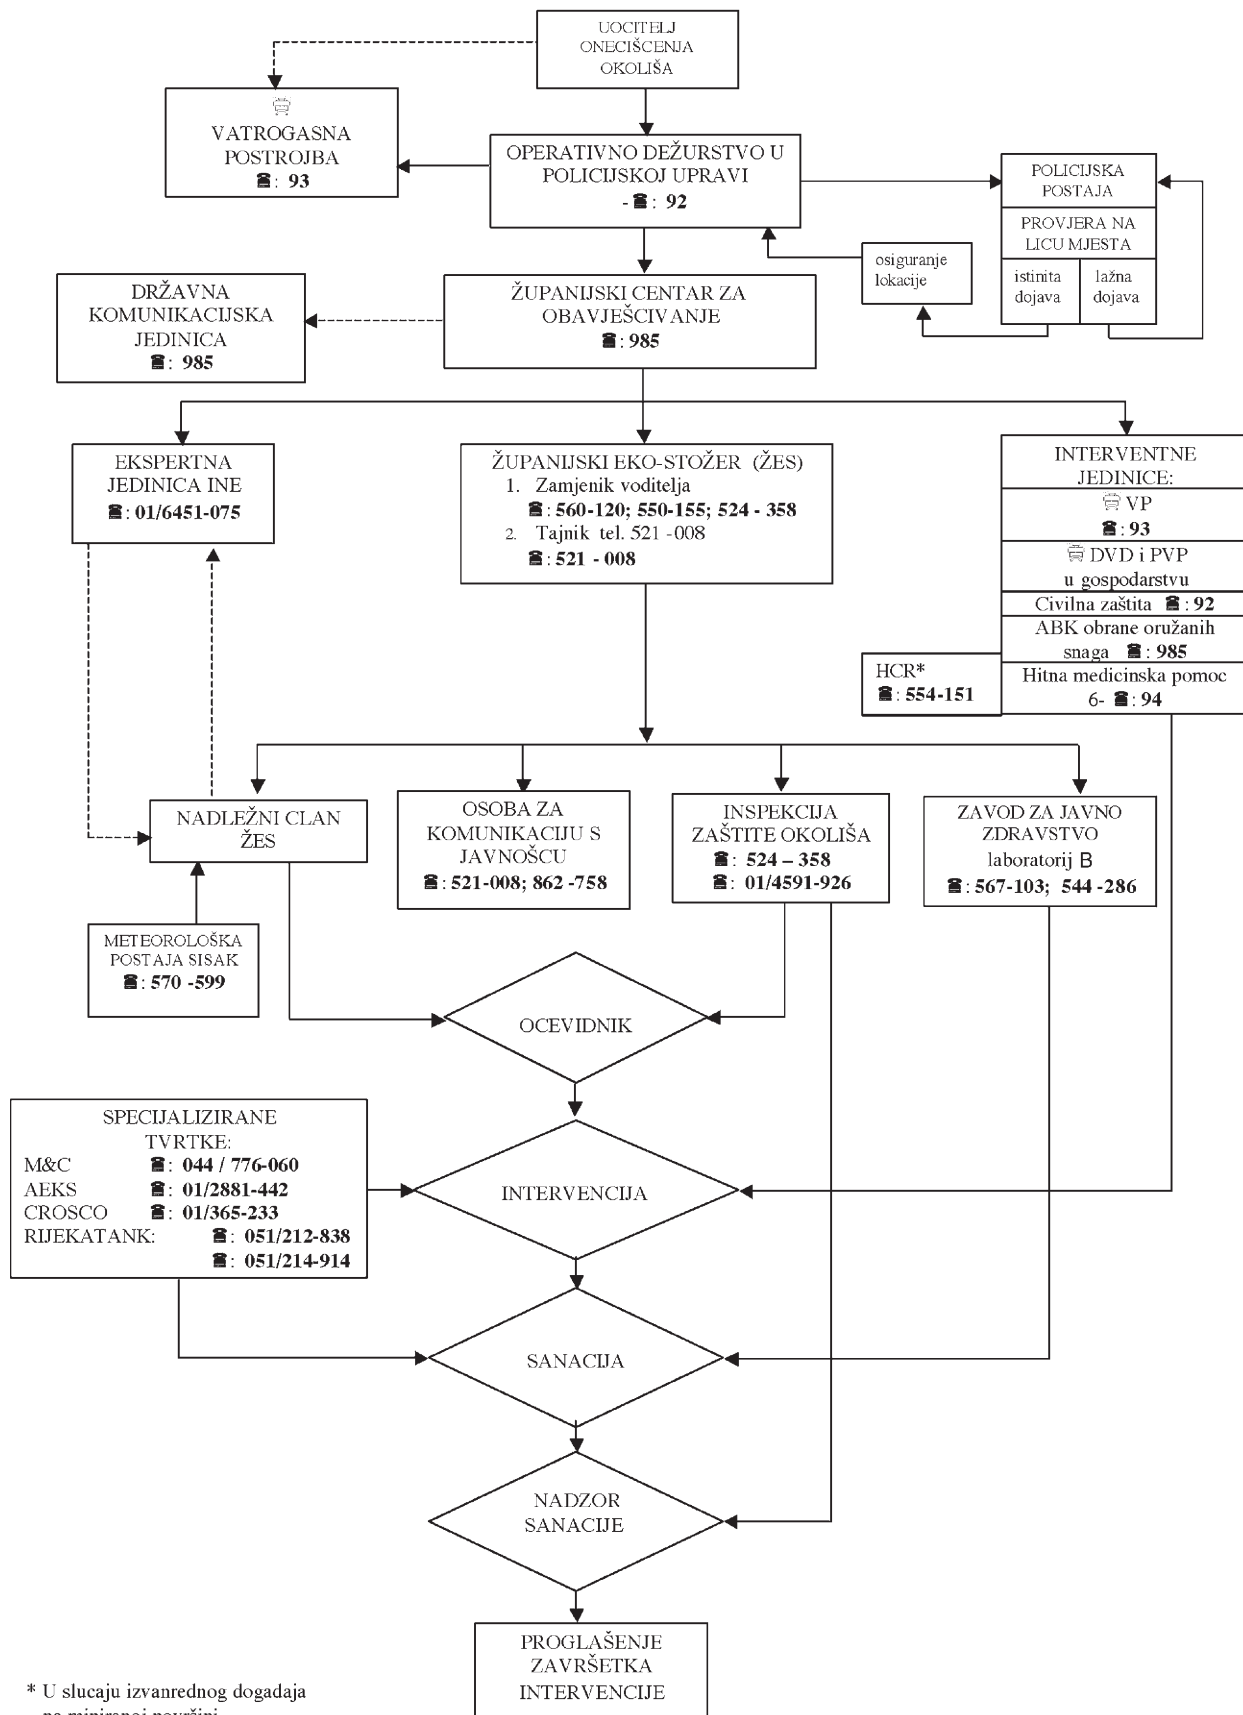 UOCITELJ
ONECIŠCENJA
OKOLIŠA
VATROGASNA
POSTROJBA
☎: 93
OPERATIVNO DEŽURSTVO U
POLICIJSKOJ UPRAVI
- ☎: 92
POLICIJSKA
POSTAJA
PROVJERA NA
LICU MJESTA
istinita
dojava
lažna
dojava
osiguranje
lokacije
DRŽAVNA
KOMUNIKACIJSKA
JEDINICA
☎: 985
ŽUPANIJSKI CENTAR ZA
OBAVJEŠCIVANJE
☎: 985
EKSPERTNA
JEDINICA INE
☎: 01/6451-075
ŽUPANIJSKI EKO-STOŽER (ŽES)
1. Zamjenik voditelja
☎: 560-120; 550-155; 524 - 358
2. Tajnik tel. 521 -008
☎: 521 - 008
INTERVENTNE
JEDINICE:
VP
☎: 93
DVD i PVP
u gospodarstvu
Civilna zaštita ☎: 92
ABK obrane oružanih
snaga ☎: 985
Hitna medicinska pomoc
6- ☎: 94
HCR*
☎: 554-151
NADLEŽNI CLAN
ŽES
OSOBA ZA
KOMUNIKACIJU S
JAVNOŠCU
☎: 521-008; 862 -758
INSPEKCIJA
ZAŠTITE OKOLIŠA
☎: 524 – 358
☎: 01/4591-926
ZAVOD ZA JAVNO
ZDRAVSTVO
laboratorij B
☎: 567-103; 544 -286
METEOROLOŠKA
POSTAJA SISAK
☎: 570 -599
OCEVIDNIK
SPECIJALIZIRANE
TVRTKE:
M&C ☎: 044 / 776-060
AEKS ☎: 01/2881-442
CROSCO ☎: 01/365-233
RIJEKATANK: ☎: 051/212-838
☎: 051/214-914
INTERVENCIJA
SANACIJA
NADZOR
SANACIJE
PROGLAŠENJE
ZAVRŠETKA
INTERVENCIJE
* U slucaju izvanrednog dogadaja
na miniranoj površini